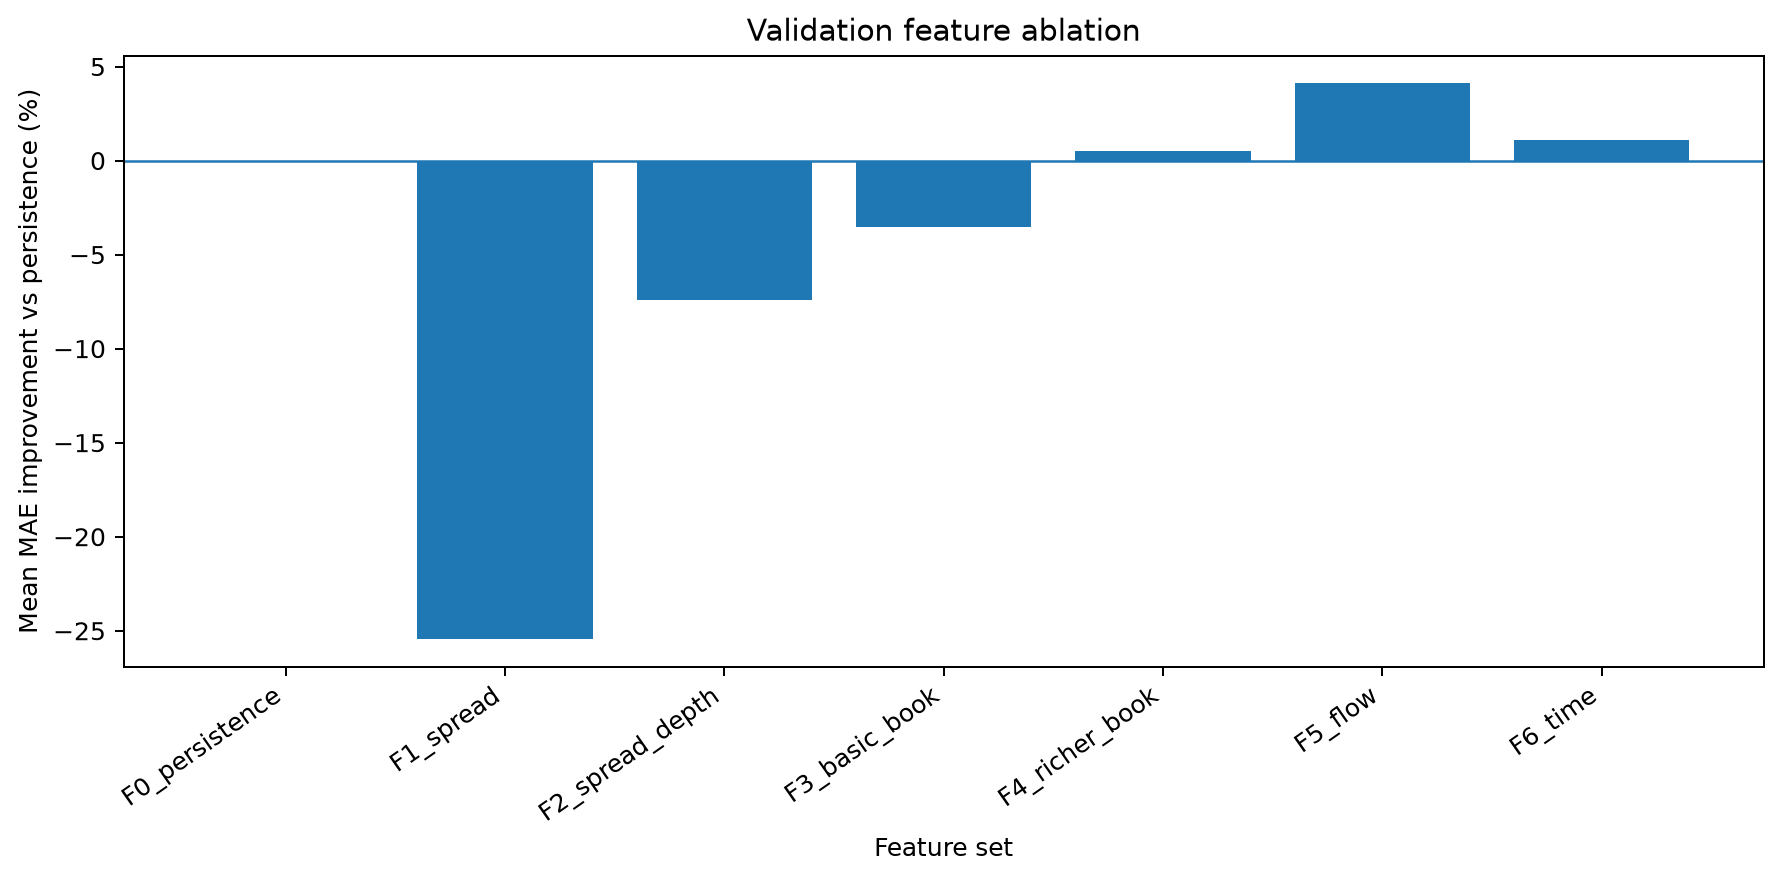 Validation feature ablation
Mean MAE improvement vs persistence (%)
5
0
−5
−10
−15
−20
−25
F0_persistence
F1_spread
F2_spread_depth
F3_basic_book
F4_richer_book
F5_flow
F6_time
Feature set